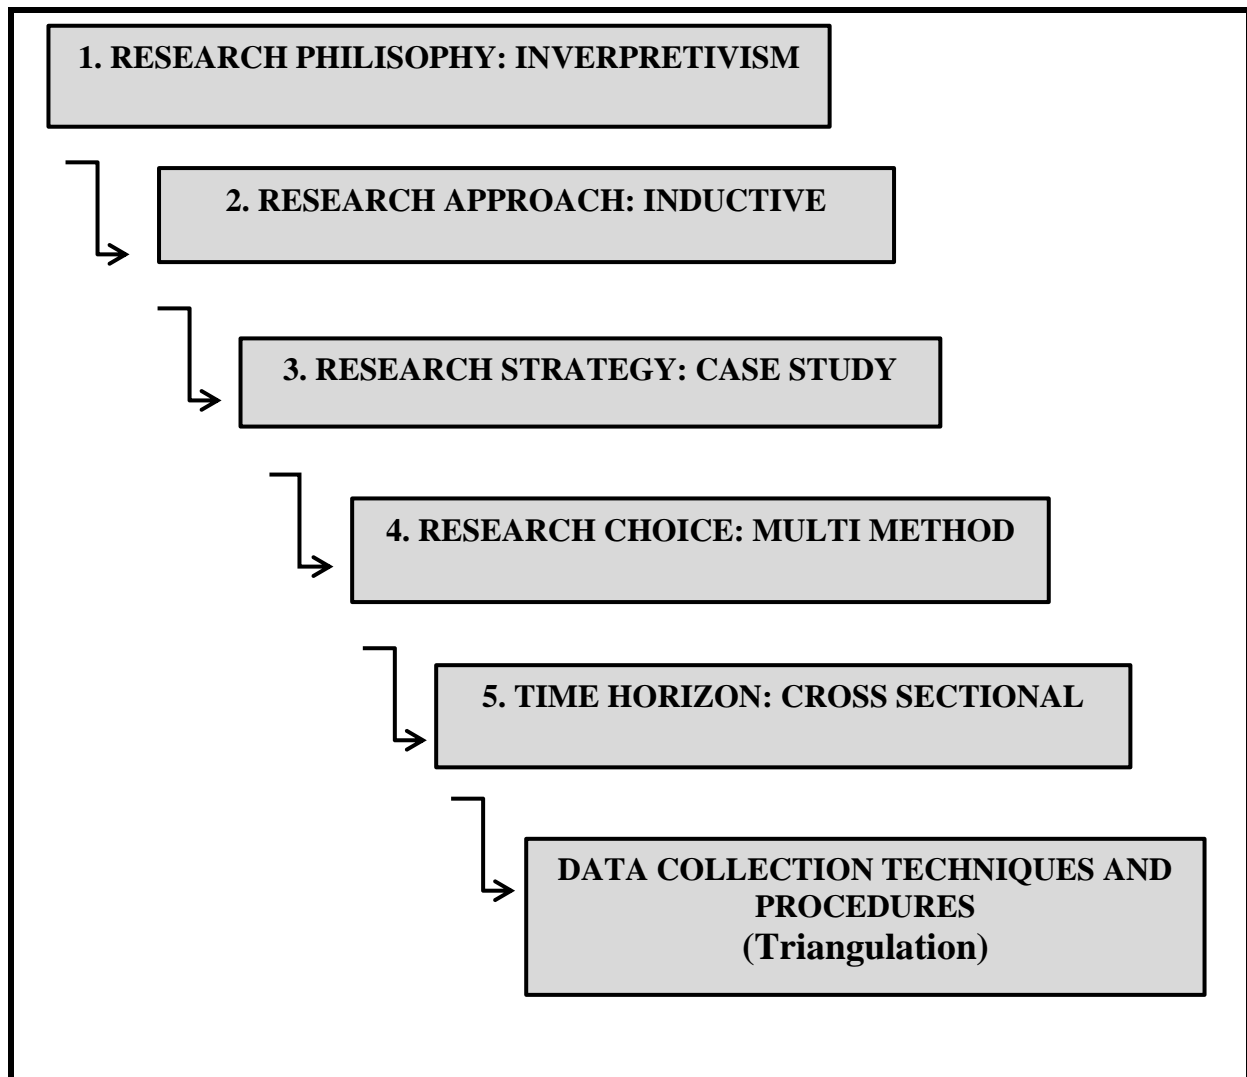 1. RESEARCH PHILISOPHY: INVERPRETIVISM
2. RESEARCH APPROACH: INDUCTIVE
3. RESEARCH STRATEGY: CASE STUDY
4. RESEARCH CHOICE: MULTI METHOD
5. TIME HORIZON: CROSS SECTIONAL
DATA COLLECTION TECHNIQUES AND
PROCEDURES
(Triangulation)